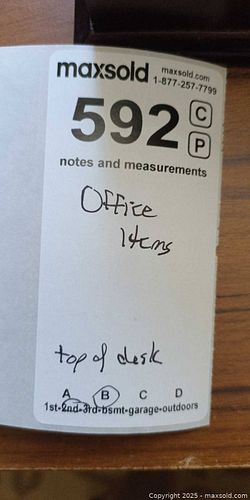 maxsold
maxsold.com
1-877-257-7799
592 C
P
notes and measurements
Office
Items
top of desk
A B C D
1st-2nd-3rd-bsmt-garage-outdoors
Copyright 2025 - maxsold.com